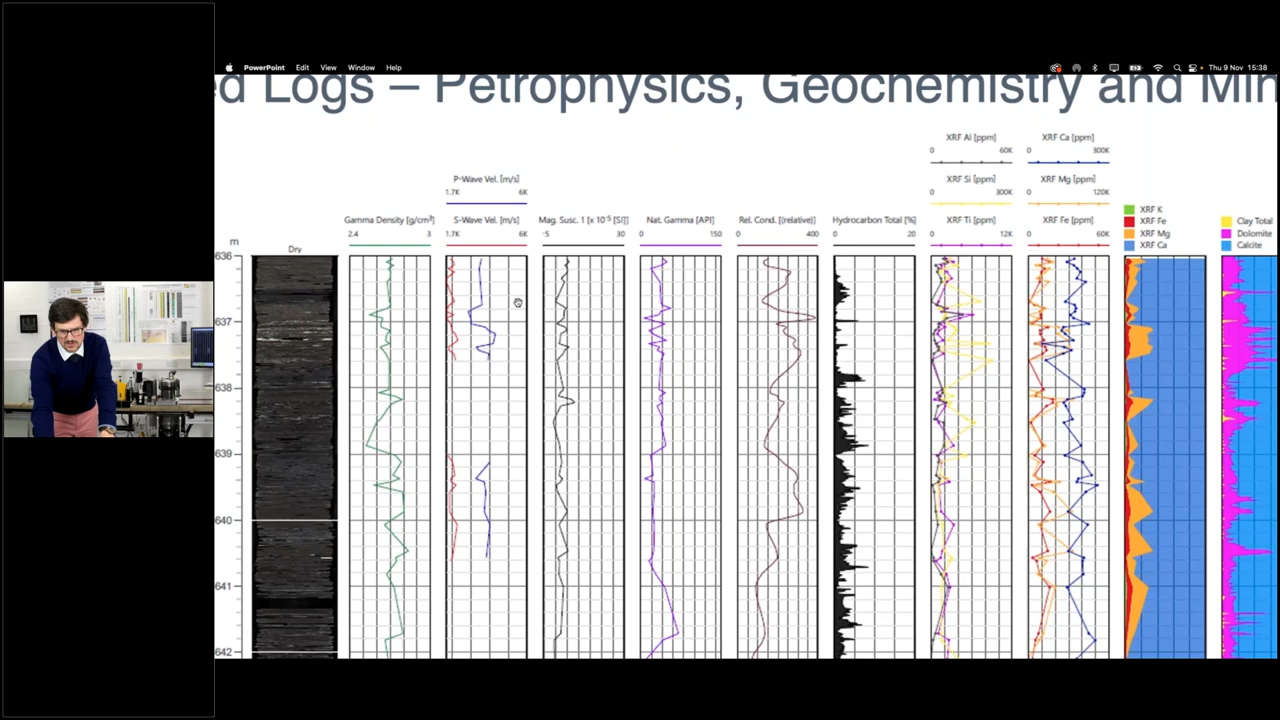 PowerPoint Edit View Window Help Thu 9 Nov 15:38
ed Logs – Petrophysics, Geochemistry and Min
XRF Al [ppm] XRF Ca [ppm]
0 60K 0 300K
P-Wave Vel. [m/s] XRF Si [ppm] XRF Mg [ppm]
1.7K 6K 0 300K 0 120K
XRF K
Gamma Density [g/cm³] S-Wave Vel. [m/s] Mag. Susc. 1 [x 10⁻⁵ [SI]] Nat. Gamma [API] Rel. Cond. [(relative)] Hydrocarbon Total [%] XRF Ti [ppm] XRF Fe [ppm] XRF Fe Clay Total
2.4 3 1.7K 6K -5 30 0 150 0 400 0 20 0 12K 0 60K XRF Mg Dolomite
m Dry XRF Ca Calcite
636
637
638
639
640
641
642